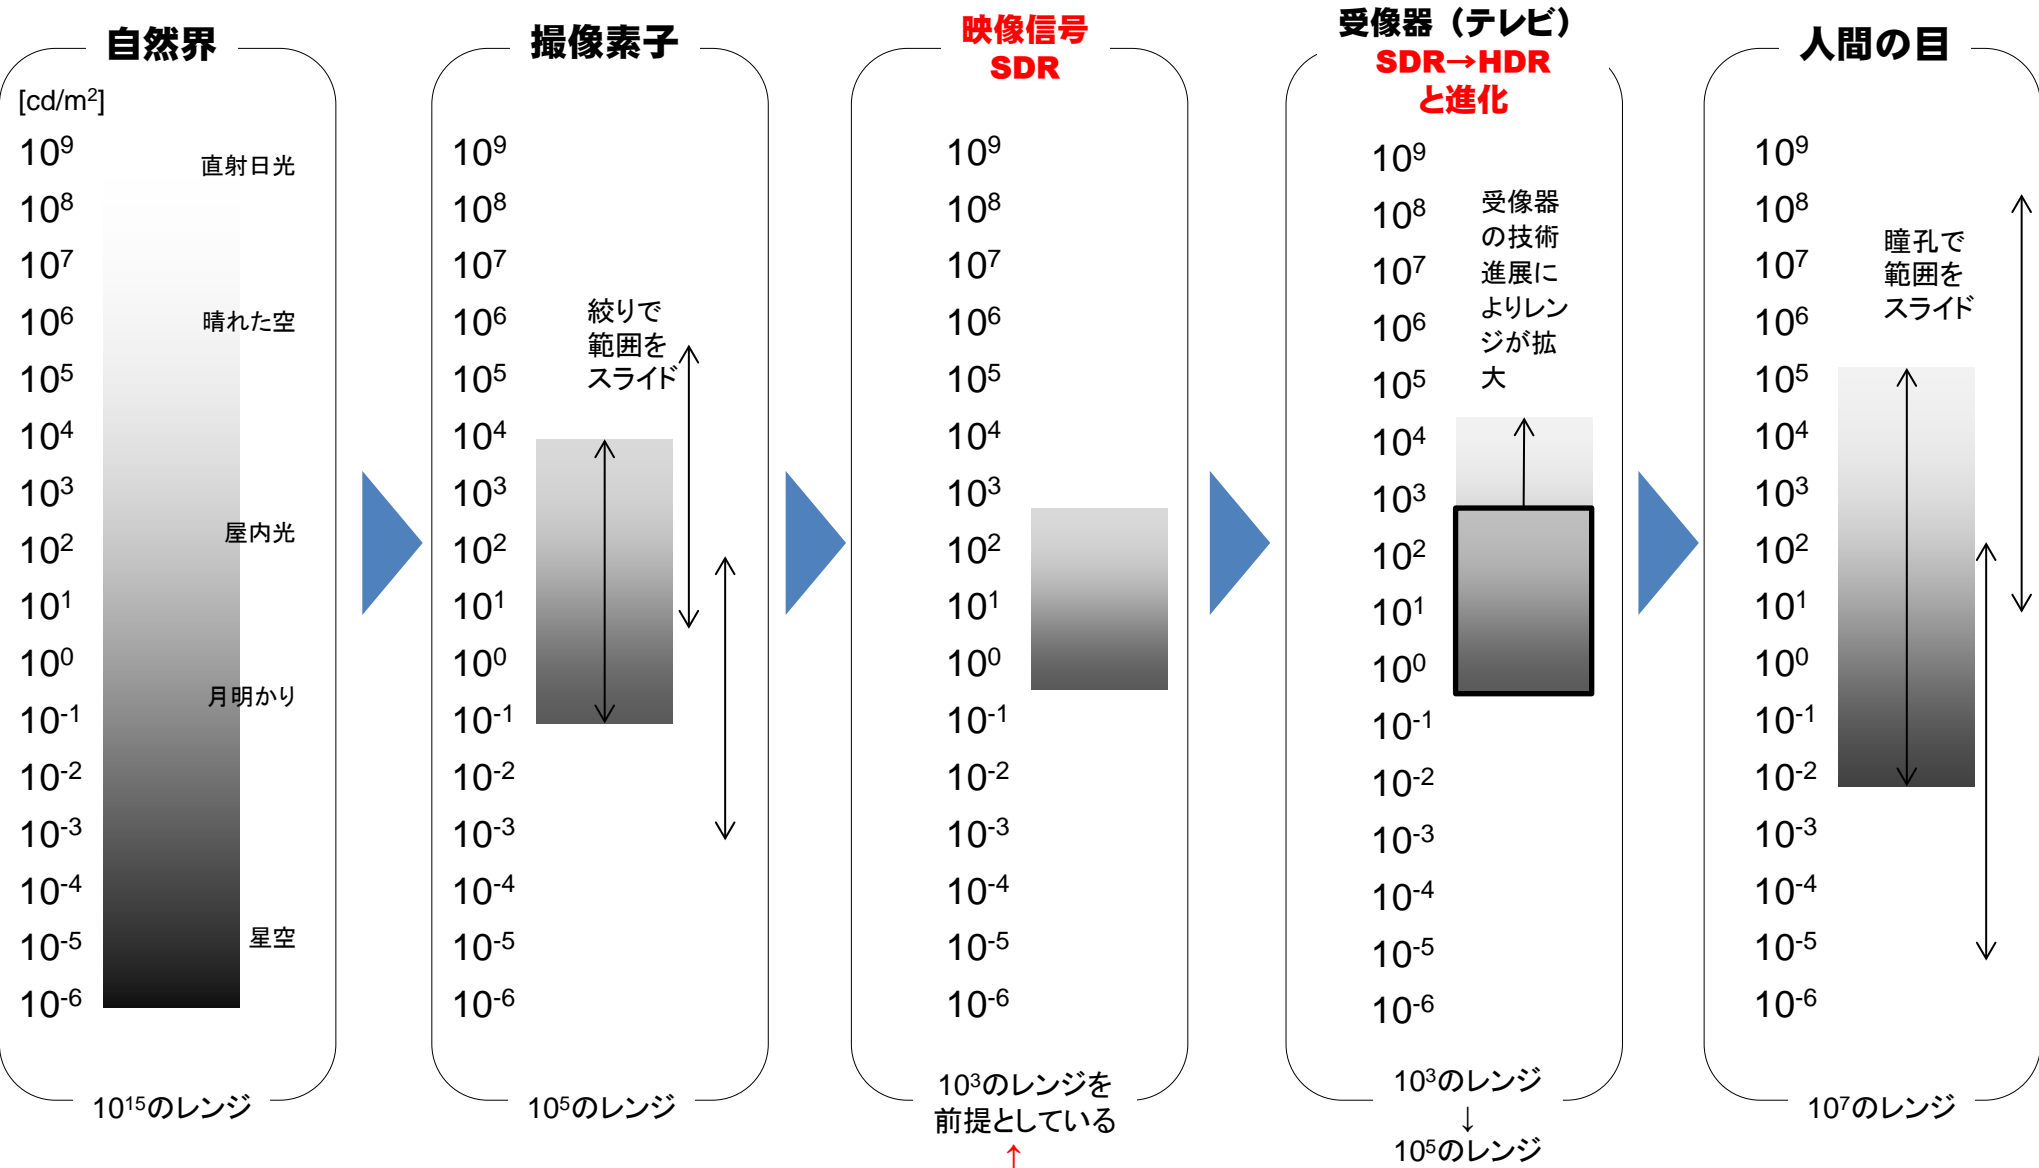 自然界
[cd/m²]
10⁹
10⁸
10⁷
10⁶
10⁵
10⁴
10³
10²
10¹
10⁰
10⁻¹
10⁻²
10⁻³
10⁻⁴
10⁻⁵
10⁻⁶
直射日光
晴れた空
屋内光
月明かり
星空
10¹⁵のレンジ
撮像素子
10⁹
10⁸
10⁷
10⁶
10⁵
10⁴
10³
10²
10¹
10⁰
10⁻¹
10⁻²
10⁻³
10⁻⁴
10⁻⁵
10⁻⁶
絞りで
範囲を
スライド
10⁵のレンジ
映像信号
SDR
10⁹
10⁸
10⁷
10⁶
10⁵
10⁴
10³
10²
10¹
10⁰
10⁻¹
10⁻²
10⁻³
10⁻⁴
10⁻⁵
10⁻⁶
10³のレンジを
前提としている
↑
受像器（テレビ）
SDR→HDR
と進化
10⁹
10⁸
10⁷
10⁶
10⁵
10⁴
10³
10²
10¹
10⁰
10⁻¹
10⁻²
10⁻³
10⁻⁴
10⁻⁵
10⁻⁶
受像器
の技術
進展に
よりレン
ジが拡
大
10³のレンジ
↓
10⁵のレンジ
人間の目
10⁹
10⁸
10⁷
10⁶
10⁵
10⁴
10³
10²
10¹
10⁰
10⁻¹
10⁻²
10⁻³
10⁻⁴
10⁻⁵
10⁻⁶
瞳孔で
範囲を
スライド
10⁷のレンジ